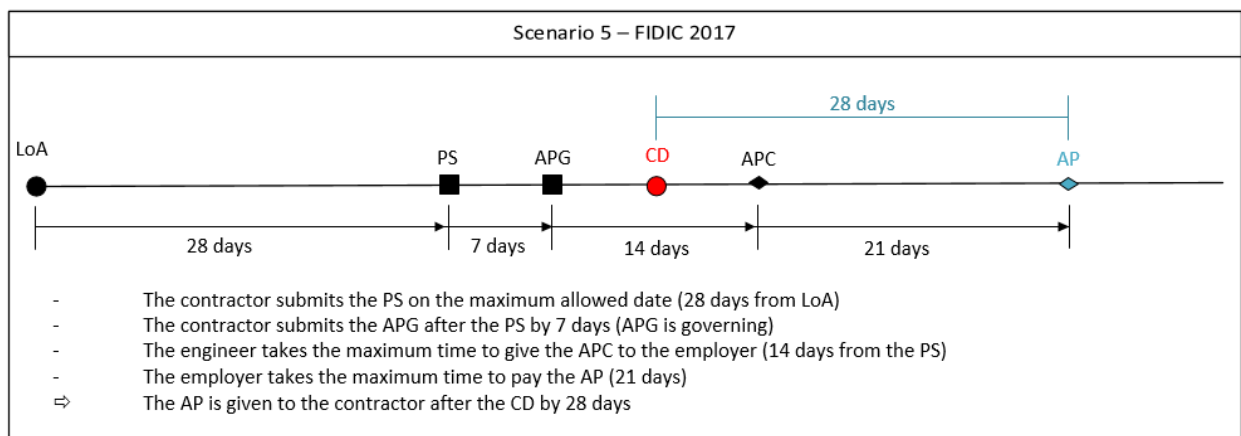 Scenario 5 – FIDIC 2017
28 days
LoA PS APG CD APC AP
28 days 7 days 14 days 21 days
- The contractor submits the PS on the maximum allowed date (28 days from LoA)
- The contractor submits the APG after the PS by 7 days (APG is governing)
- The engineer takes the maximum time to give the APC to the employer (14 days from the PS)
- The employer takes the maximum time to pay the AP (21 days)
⇨ The AP is given to the contractor after the CD by 28 days